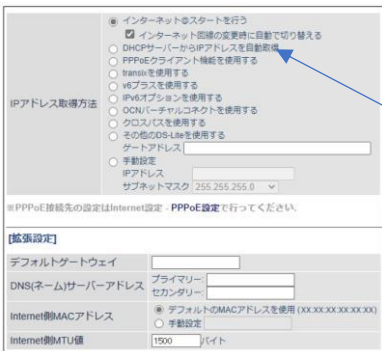 IPアドレス取得方法
インターネット@スタートを行う
インターネット回線の変更時に自動で切り替える
DHCPサーバーからIPアドレスを自動取得
PPPoEクライアント機能を使用する
transixを使用する
v6プラスを使用する
IPv6オプションを使用する
OCNバーチャルコネクトを使用する
クロスパスを使用する
その他のDS-Liteを使用する
ゲートアドレス
手動設定
IPアドレス
サブネットマスク 255.255.255.0
※PPPoE接続先の設定はInternet設定 - PPPoE設定で行ってください.
[拡張設定]
デフォルトゲートウェイ
DNS(ネーム)サーバーアドレス
プライマリー:
セカンダリー:
Internet側MACアドレス
デフォルトのMACアドレスを使用 (XX:XX:XX:XX:XX:XX)
手動設定
Internet側MTU値 1500 バイト